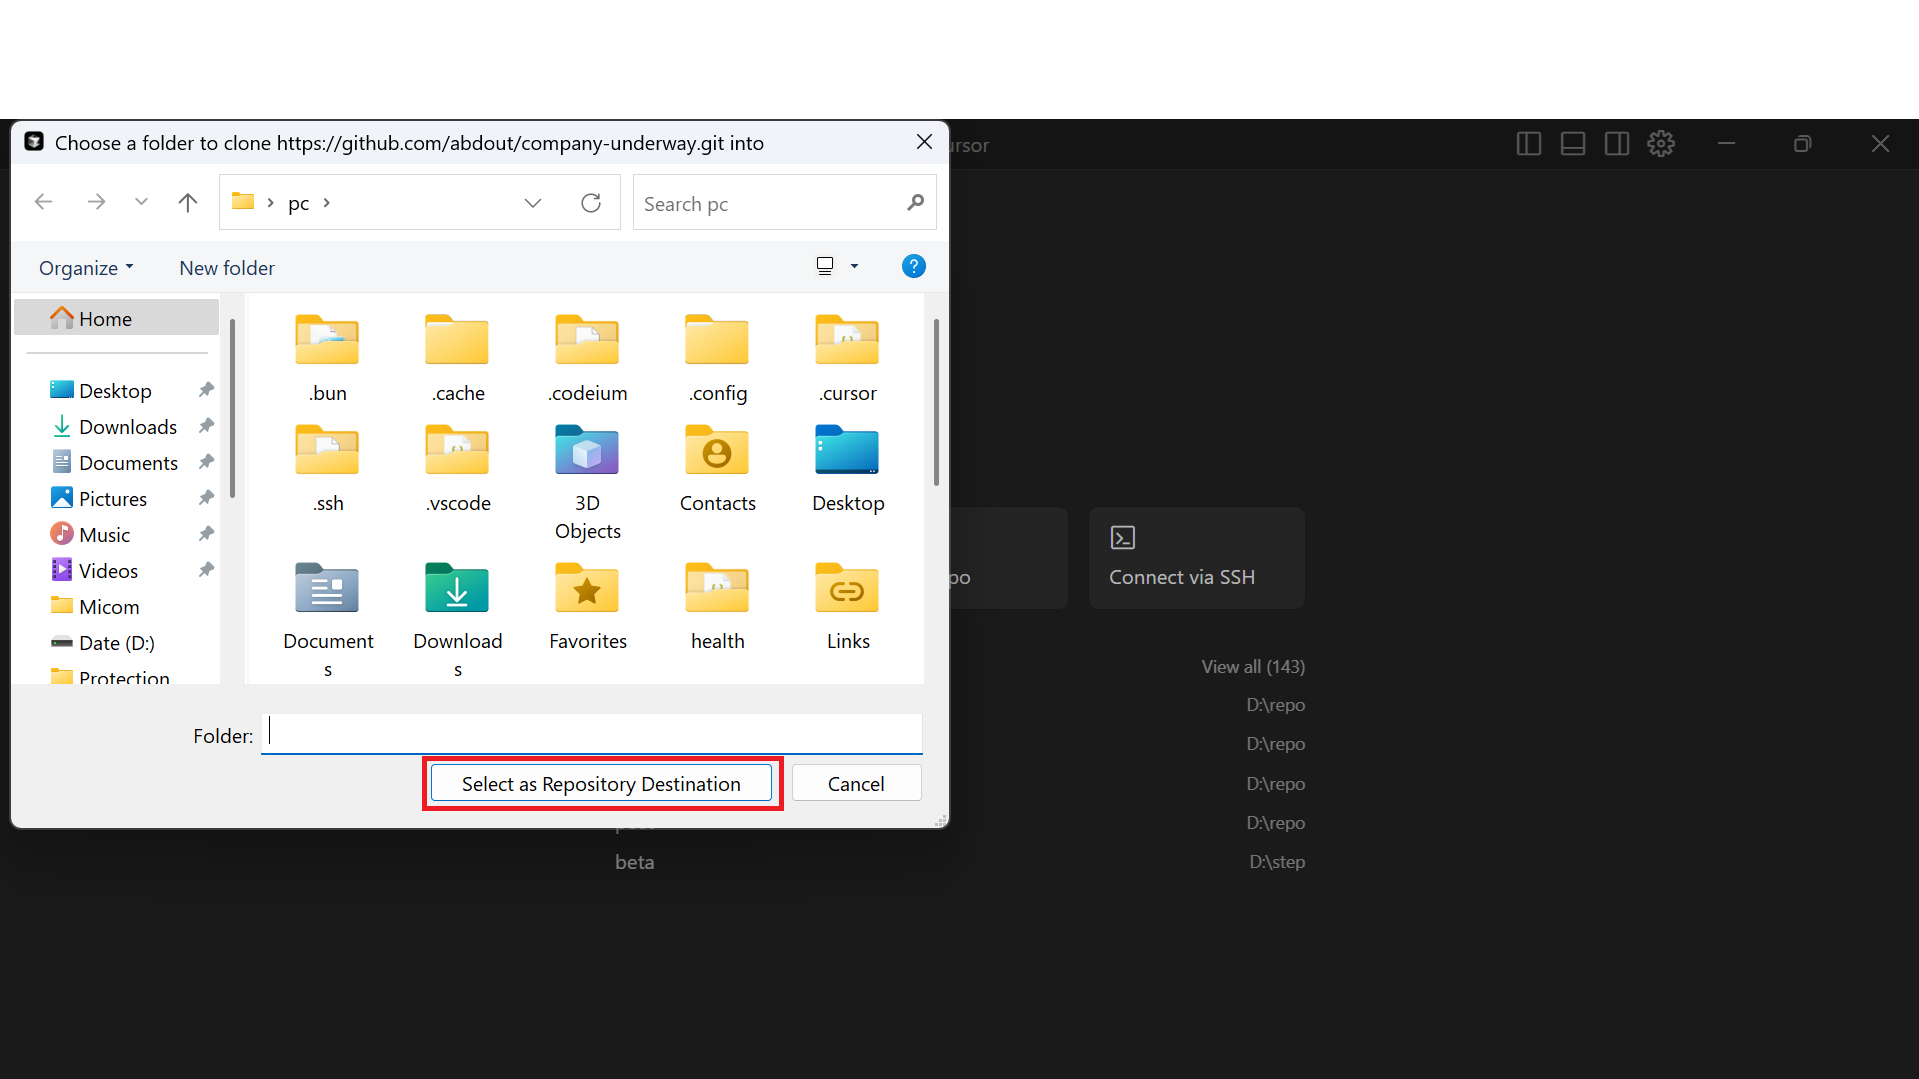 Choose a folder to clone https://github.com/abdout/company-underway.git into
ursor
pc
Search pc
Organize
New folder
?
Home
Desktop
Downloads
Documents
Pictures
Music
Videos
Micom
Date (D:)
Protection
.bun
.cache
.codeium
.config
.cursor
.ssh
.vscode
3D
Objects
Contacts
Desktop
Document
s
Download
s
Favorites
health
Links
Folder:
Select as Repository Destination
Cancel
po
Connect via SSH
View all (143)
D:\repo
D:\repo
D:\repo
D:\repo
beta
D:\step